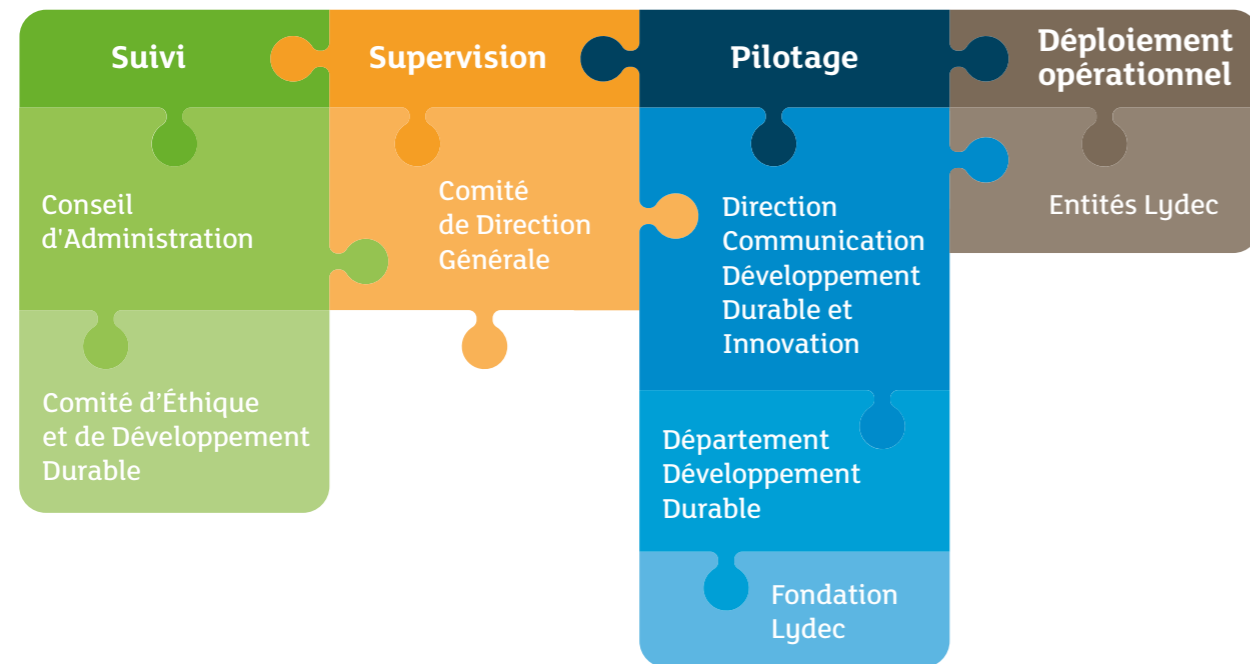 Suivi
Supervision
Pilotage
Déploiement
opérationnel
Conseil
d'Administration
Comité
de Direction
Générale
Direction
Communication
Développement
Durable et
Innovation
Entités Lydec
Comité d’Éthique
et de Développement
Durable
Département
Développement
Durable
Fondation
Lydec